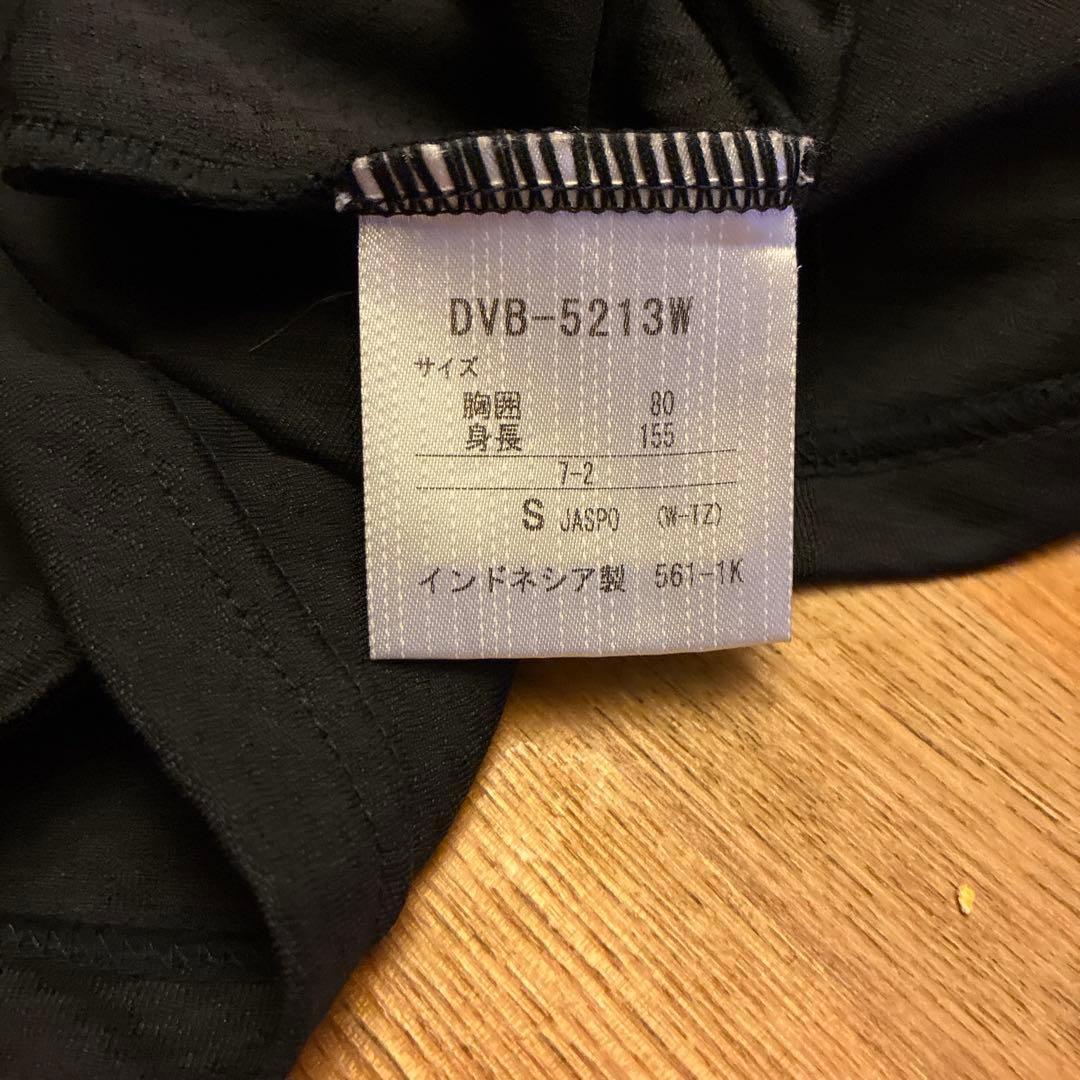 DVB-5213W
サイズ
胸囲 80
身長 155
7-2
S JASPO (W-TZ)
インドネシア製 561-1K